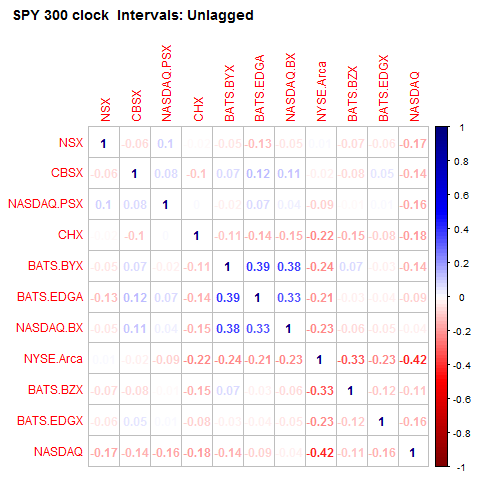 SPY 300 clock Intervals: Unlagged
NSX CBSX NASDAQ.PSX CHX BATS.BYX BATS.EDGA NASDAQ.BX NYSE.Arca BATS.BZX BATS.EDGX NASDAQ
NSX 1 -0.06 0.1 -0.05 -0.13 -0.05 -0.07 -0.06 -0.17
CBSX -0.06 1 0.08 -0.1 0.07 0.12 0.11 -0.02 -0.08 0.05 -0.14
NASDAQ.PSX 0.1 0.08 1 0.07 0.04 -0.09 -0.16
CHX -0.1 1 -0.11 -0.14 -0.15 -0.22 -0.15 -0.08 -0.18
BATS.BYX -0.05 0.07 -0.11 1 0.39 0.38 -0.24 0.07 -0.03 -0.14
BATS.EDGA -0.13 0.12 0.07 -0.14 0.39 1 0.33 -0.21 -0.03 -0.04 -0.09
NASDAQ.BX -0.05 0.11 0.04 -0.15 0.38 0.33 1 -0.23 -0.06 -0.05 -0.04
NYSE.Arca -0.02 -0.09 -0.22 -0.24 -0.21 -0.23 1 -0.33 -0.23 -0.42
BATS.BZX -0.07 -0.08 -0.15 0.07 -0.03 -0.06 -0.33 1 -0.12 -0.11
BATS.EDGX -0.06 0.05 -0.08 -0.03 -0.04 -0.05 -0.23 -0.12 1 -0.16
NASDAQ -0.17 -0.14 -0.16 -0.18 -0.14 -0.09 -0.04 -0.42 -0.11 -0.16 1
1
0.8
0.6
0.4
0.2
0
-0.2
-0.4
-0.6
-0.8
-1